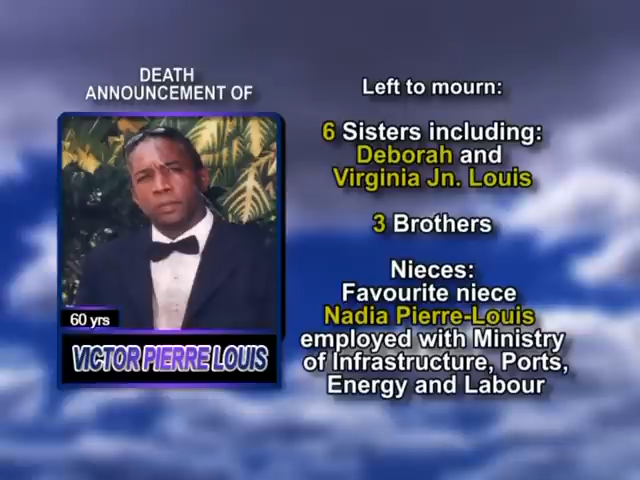 DEATH
ANNOUNCEMENT OF
60 yrs
VICTOR PIERRE LOUIS
Left to mourn:
6 Sisters including:
Deborah and
Virginia Jn. Louis
3 Brothers
Nieces:
Favourite niece
Nadia Pierre-Louis
employed with Ministry
of Infrastructure, Ports,
Energy and Labour